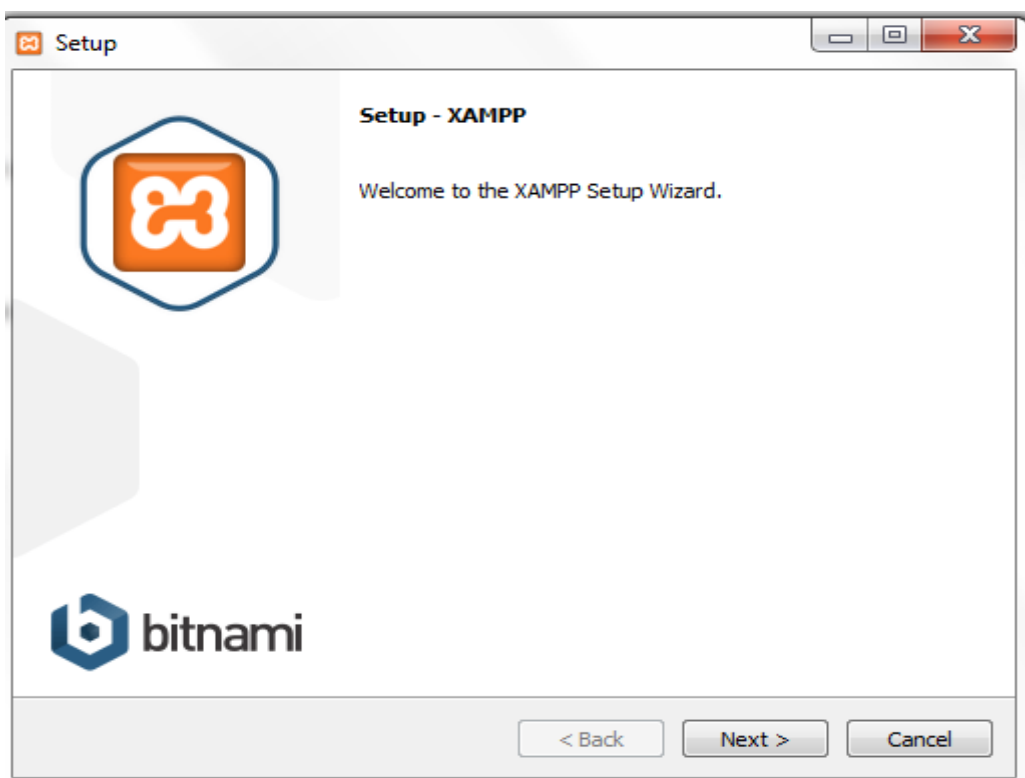 Setup
Setup - XAMPP
Welcome to the XAMPP Setup Wizard.
bitnami
< Back
Next >
Cancel